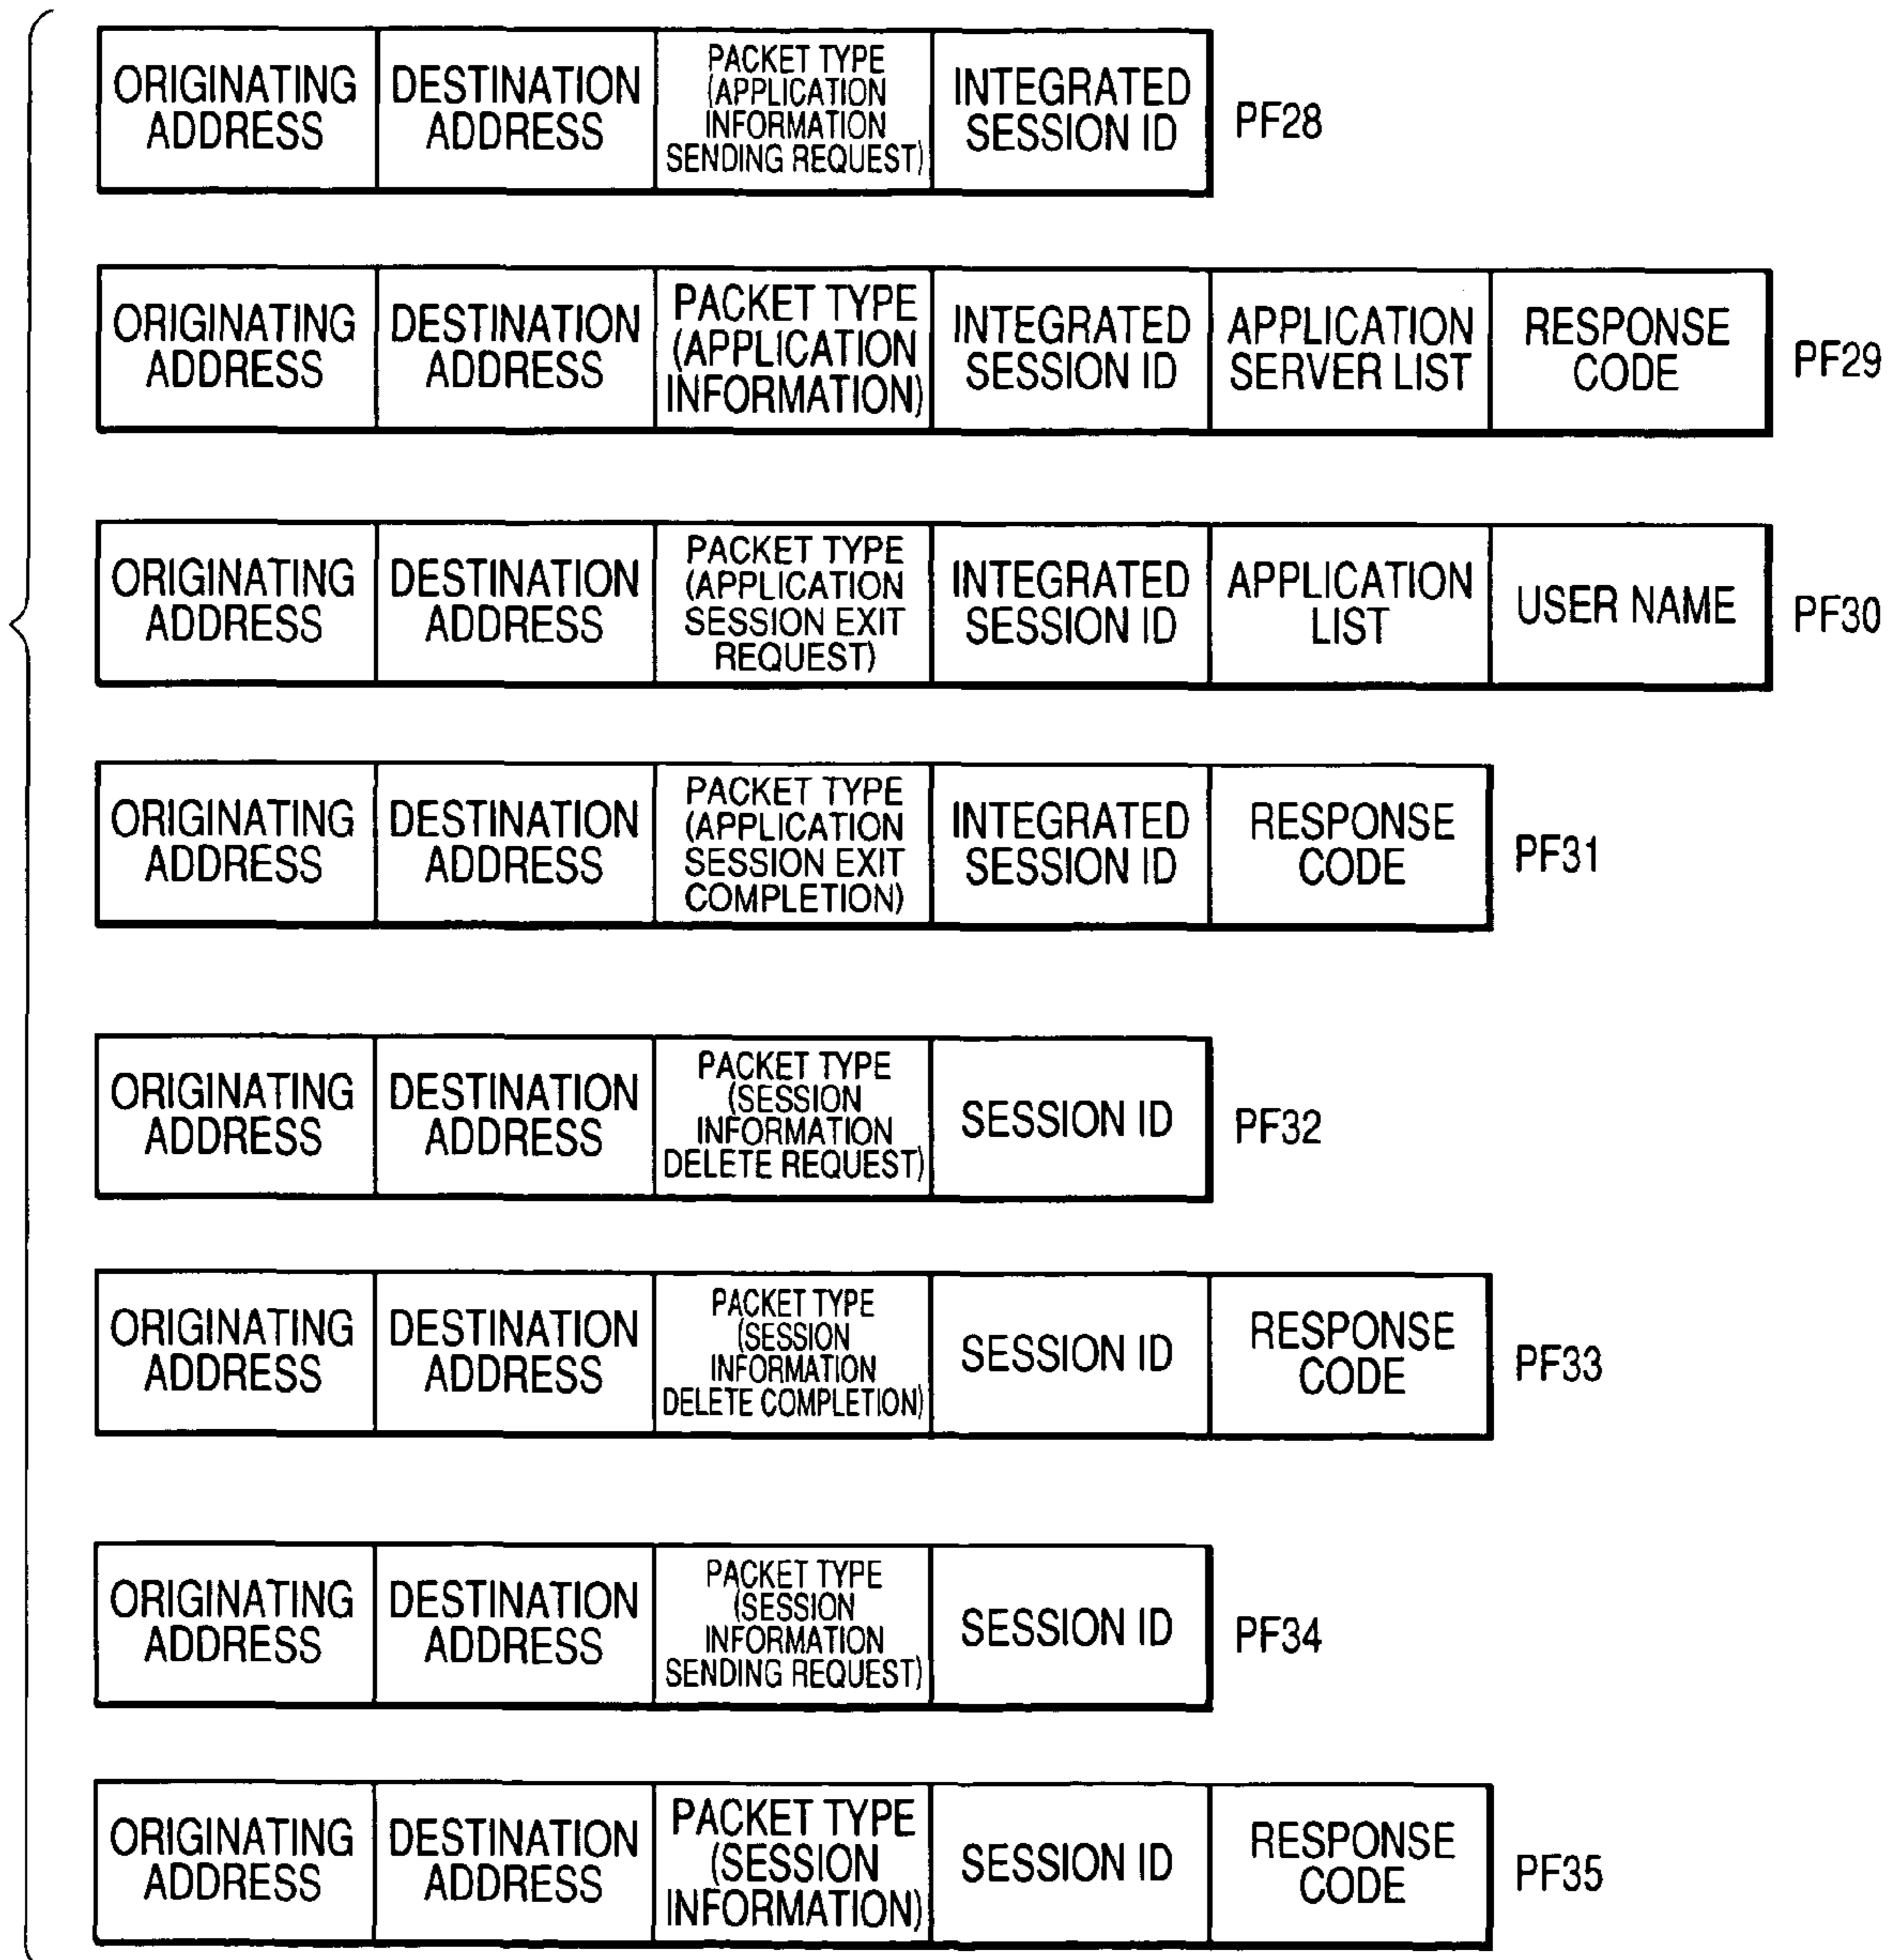 ORIGINATING
ADDRESS
DESTINATION
ADDRESS
PACKET TYPE
(APPLICATION
INFORMATION
SENDING REQUEST)
INTEGRATED
SESSION ID
PF28
ORIGINATING
ADDRESS
DESTINATION
ADDRESS
PACKET TYPE
(APPLICATION
INFORMATION)
INTEGRATED
SESSION ID
APPLICATION
SERVER LIST
RESPONSE
CODE
PF29
ORIGINATING
ADDRESS
DESTINATION
ADDRESS
PACKET TYPE
(APPLICATION
SESSION EXIT
REQUEST)
INTEGRATED
SESSION ID
APPLICATION
LIST
USER NAME
PF30
ORIGINATING
ADDRESS
DESTINATION
ADDRESS
PACKET TYPE
(APPLICATION
SESSION EXIT
COMPLETION)
INTEGRATED
SESSION ID
RESPONSE
CODE
PF31
ORIGINATING
ADDRESS
DESTINATION
ADDRESS
PACKET TYPE
(SESSION
INFORMATION
DELETE REQUEST)
SESSION ID
PF32
ORIGINATING
ADDRESS
DESTINATION
ADDRESS
PACKET TYPE
(SESSION
INFORMATION
DELETE COMPLETION)
SESSION ID
RESPONSE
CODE
PF33
ORIGINATING
ADDRESS
DESTINATION
ADDRESS
PACKET TYPE
(SESSION
INFORMATION
SENDING REQUEST)
SESSION ID
PF34
ORIGINATING
ADDRESS
DESTINATION
ADDRESS
PACKET TYPE
(SESSION
INFORMATION)
SESSION ID
RESPONSE
CODE
PF35